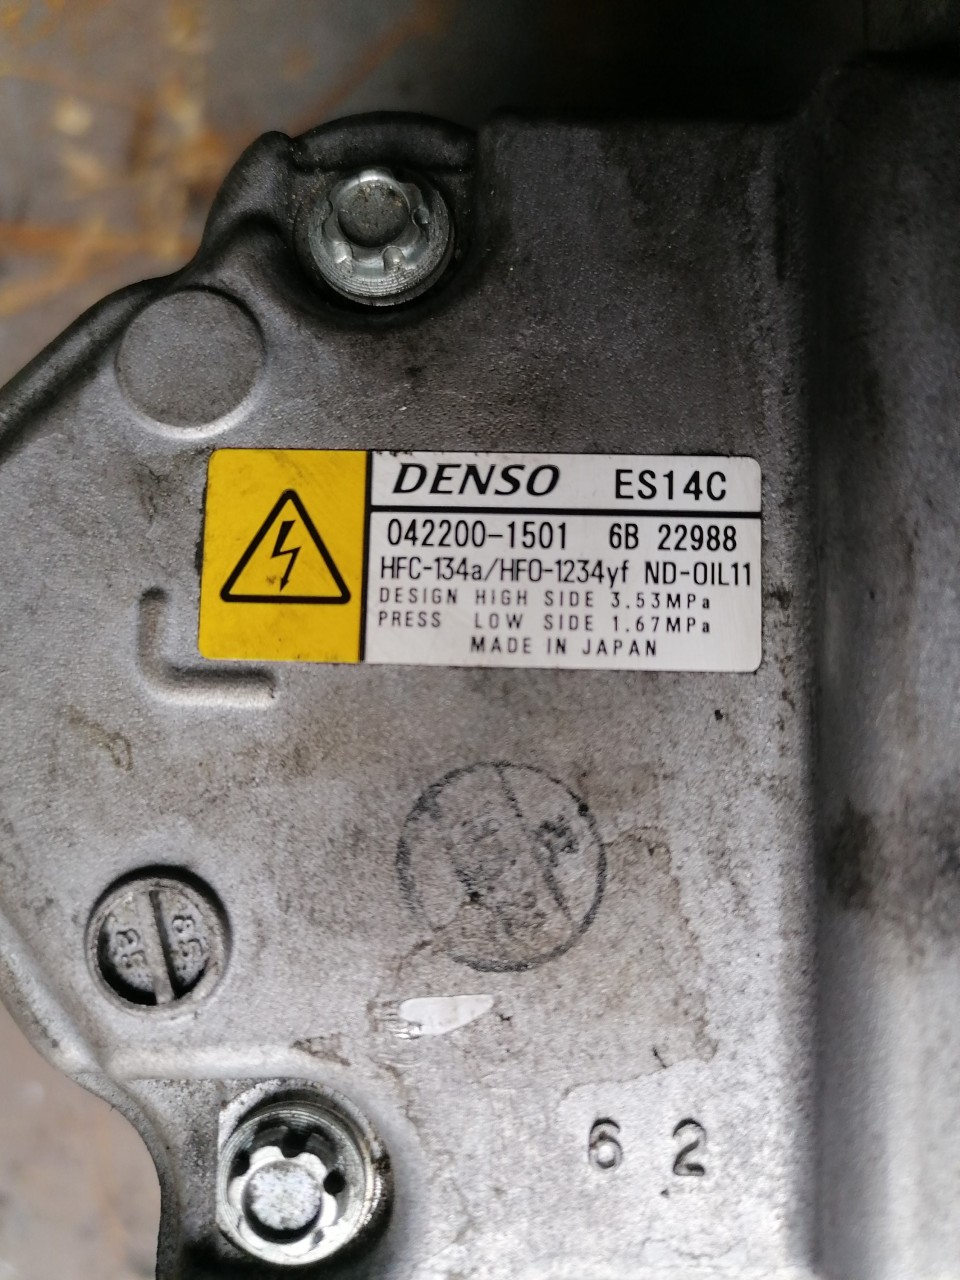 DENSO ES14C
042200-1501 6B 22988
HFC-134a/HFO-1234yf ND-OIL11
DESIGN HIGH SIDE 3.53MPa
PRESS LOW SIDE 1.67MPa
MADE IN JAPAN
62